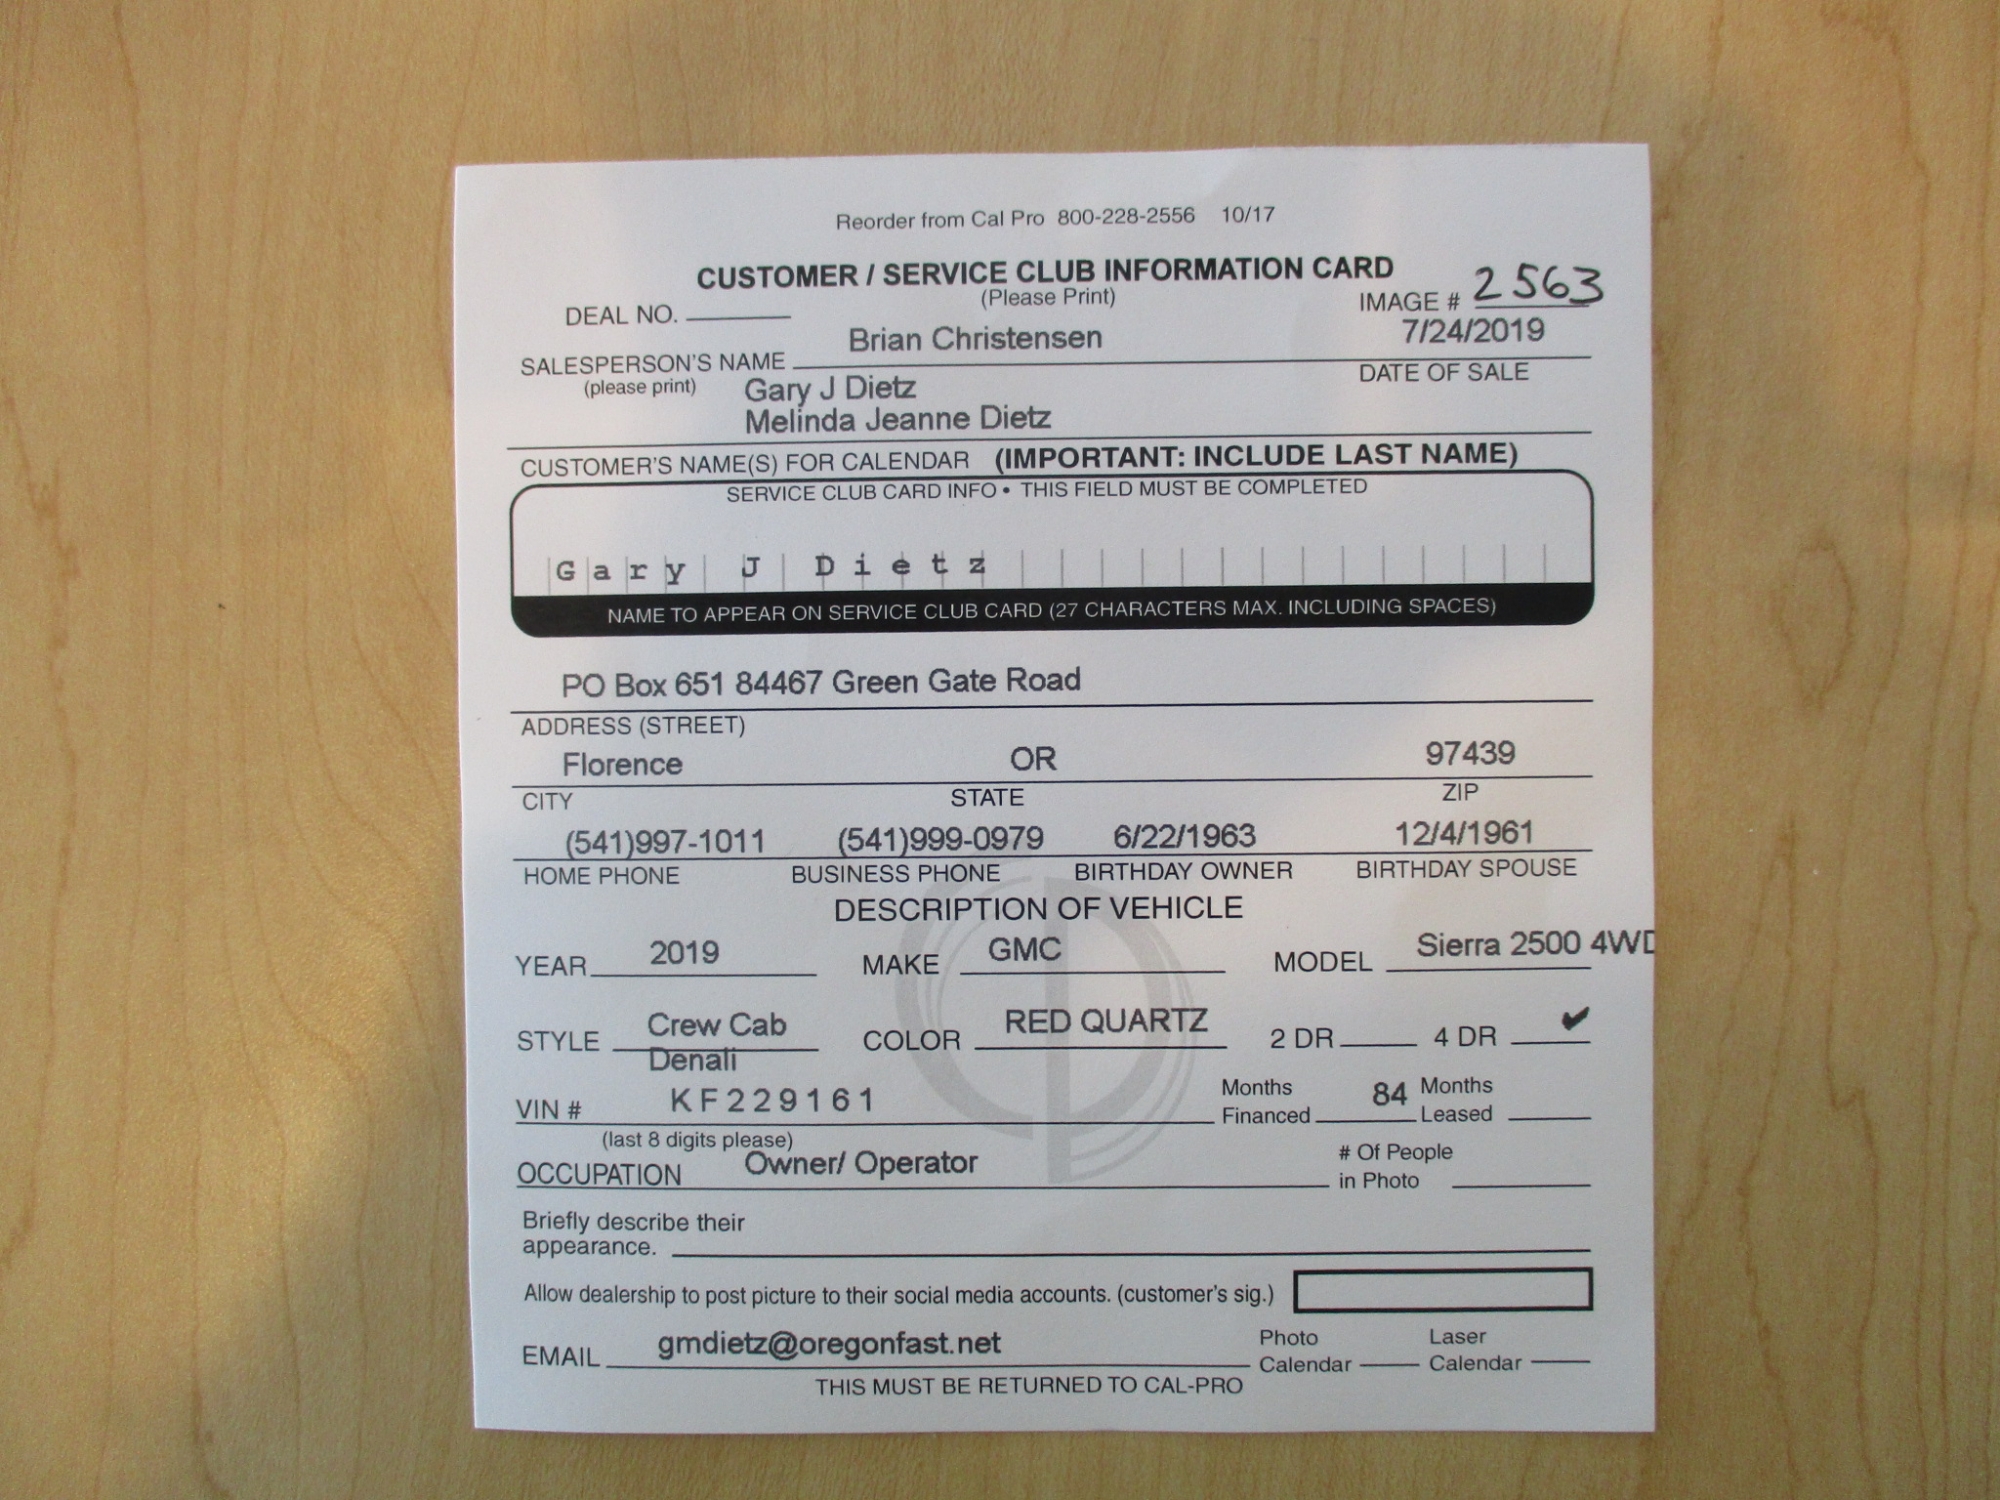 Reorder from Cal Pro 800-228-2556 10/17
CUSTOMER / SERVICE CLUB INFORMATION CARD
(Please Print)
DEAL NO. IMAGE # 2563
Brian Christensen 7/24/2019
SALESPERSON'S NAME DATE OF SALE
(please print) Gary J Dietz
Melinda Jeanne Dietz
CUSTOMER'S NAME(S) FOR CALENDAR (IMPORTANT: INCLUDE LAST NAME)
SERVICE CLUB CARD INFO • THIS FIELD MUST BE COMPLETED
Gary J Dietz
NAME TO APPEAR ON SERVICE CLUB CARD (27 CHARACTERS MAX. INCLUDING SPACES)
PO Box 651 84467 Green Gate Road
ADDRESS (STREET)
Florence OR 97439
CITY STATE ZIP
(541)997-1011 (541)999-0979 6/22/1963 12/4/1961
HOME PHONE BUSINESS PHONE BIRTHDAY OWNER BIRTHDAY SPOUSE
DESCRIPTION OF VEHICLE
YEAR 2019 MAKE GMC MODEL Sierra 2500 4WD
STYLE Crew Cab COLOR RED QUARTZ 2 DR 4 DR ✔
Denali
VIN # KF229161 Months Financed 84 Months Leased
(last 8 digits please)
OCCUPATION Owner/ Operator # Of People in Photo
Briefly describe their
appearance.
Allow dealership to post picture to their social media accounts. (customer's sig.)
EMAIL gmdietz@oregonfast.net Photo Calendar Laser Calendar
THIS MUST BE RETURNED TO CAL-PRO